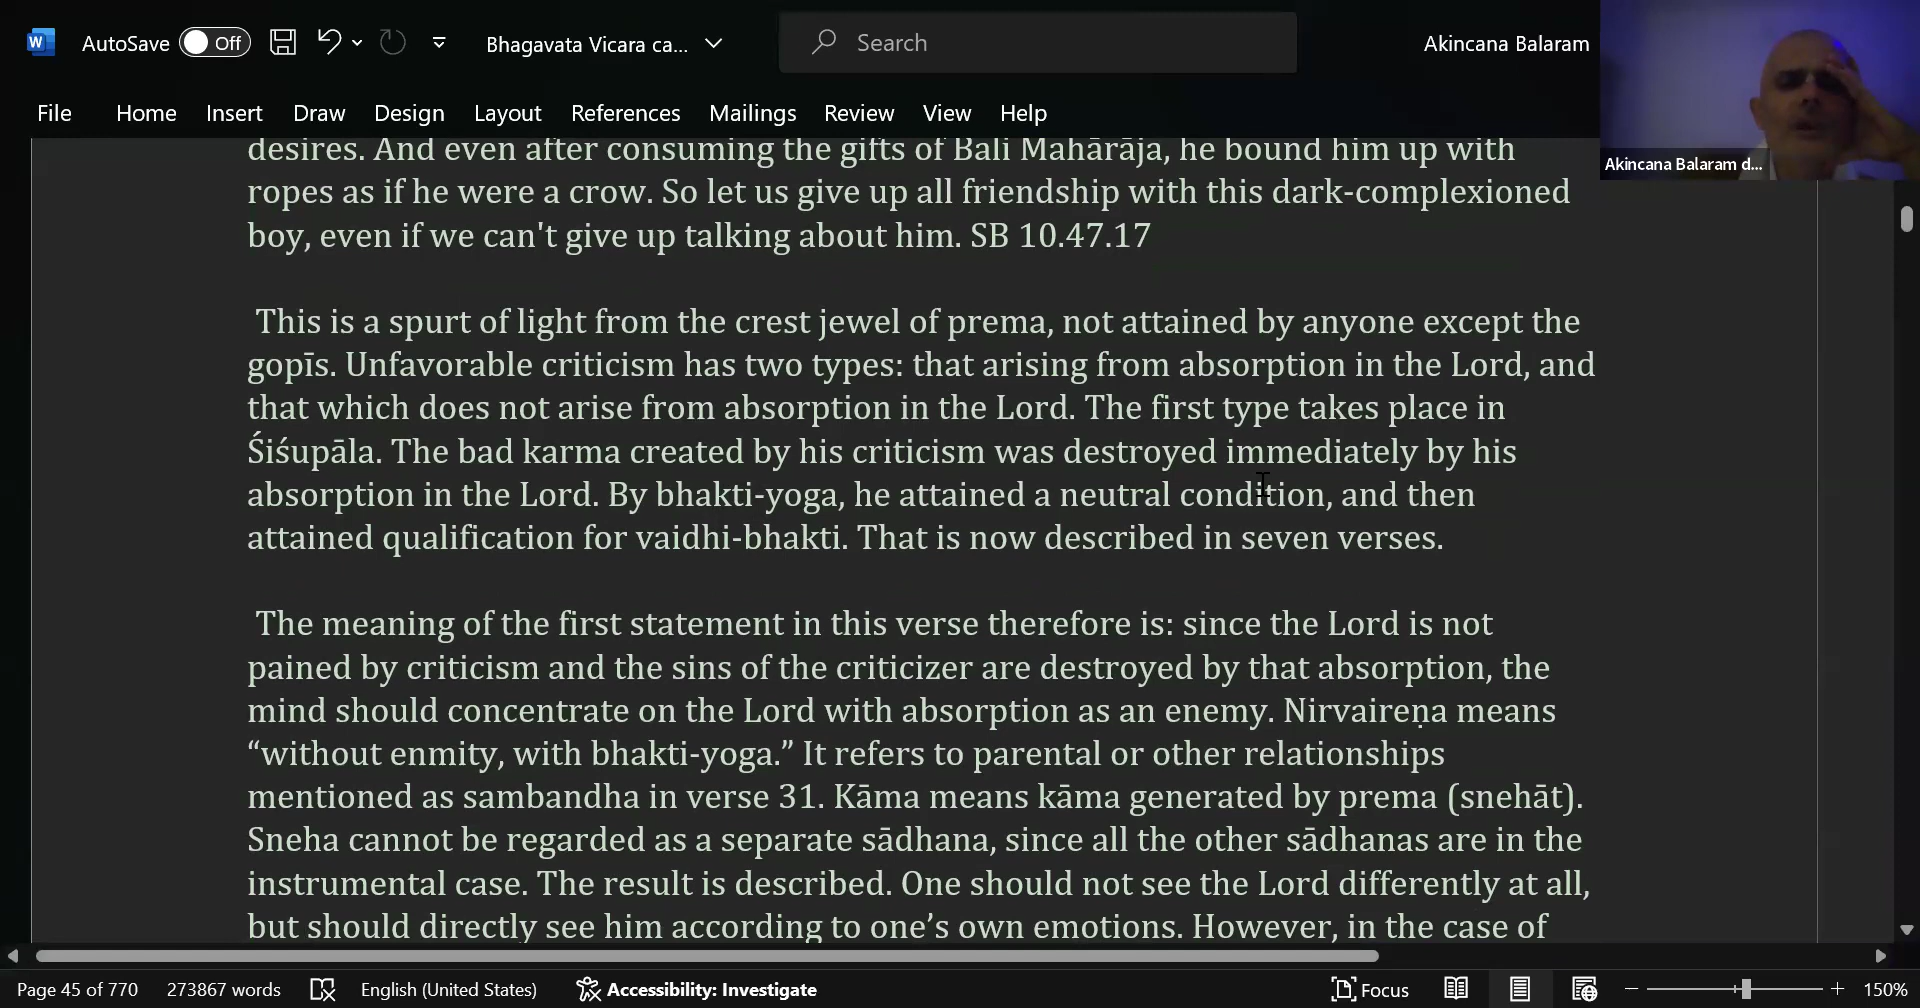 AutoSave Off Bhagavata Vicara ca... Search Akincana Balaram
File Home Insert Draw Design Layout References Mailings Review View Help
Akincana Balaram d...
desires. And even after consuming the gifts of Bali Mahārāja, he bound him up with
ropes as if he were a crow. So let us give up all friendship with this dark-complexioned
boy, even if we can't give up talking about him. SB 10.47.17
This is a spurt of light from the crest jewel of prema, not attained by anyone except the
gopīs. Unfavorable criticism has two types: that arising from absorption in the Lord, and
that which does not arise from absorption in the Lord. The first type takes place in
Śiśupāla. The bad karma created by his criticism was destroyed immediately by his
absorption in the Lord. By bhakti-yoga, he attained a neutral condition, and then
attained qualification for vaidhi-bhakti. That is now described in seven verses.
The meaning of the first statement in this verse therefore is: since the Lord is not
pained by criticism and the sins of the criticizer are destroyed by that absorption, the
mind should concentrate on the Lord with absorption as an enemy. Nirvaireṇa means
“without enmity, with bhakti-yoga.” It refers to parental or other relationships
mentioned as sambandha in verse 31. Kāma means kāma generated by prema (snehāt).
Sneha cannot be regarded as a separate sādhana, since all the other sādhanas are in the
instrumental case. The result is described. One should not see the Lord differently at all,
but should directly see him according to one’s own emotions. However, in the case of
Page 45 of 770 273867 words English (United States) Accessibility: Investigate Focus 150%